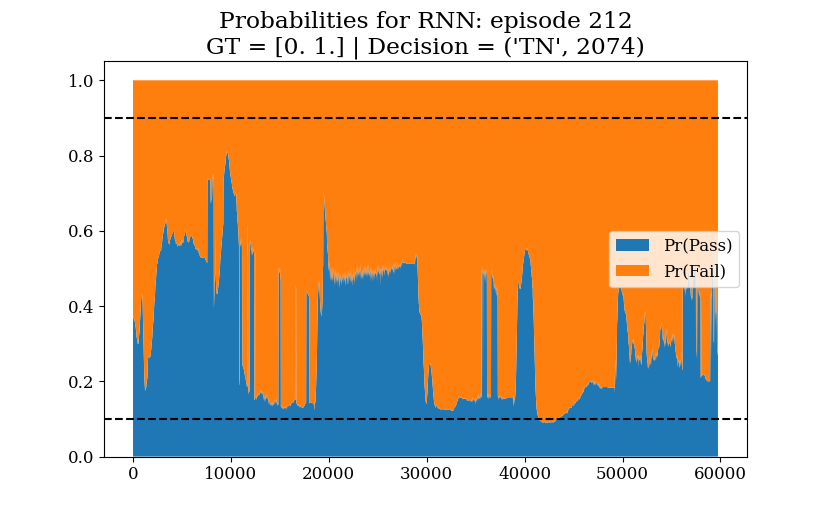 Probabilities for RNN: episode 212
GT = [0. 1.] | Decision = ('TN', 2074)
1.0
0.8
0.6
0.4
0.2
0.0
Pr(Pass)
Pr(Fail)
0 10000 20000 30000 40000 50000 60000